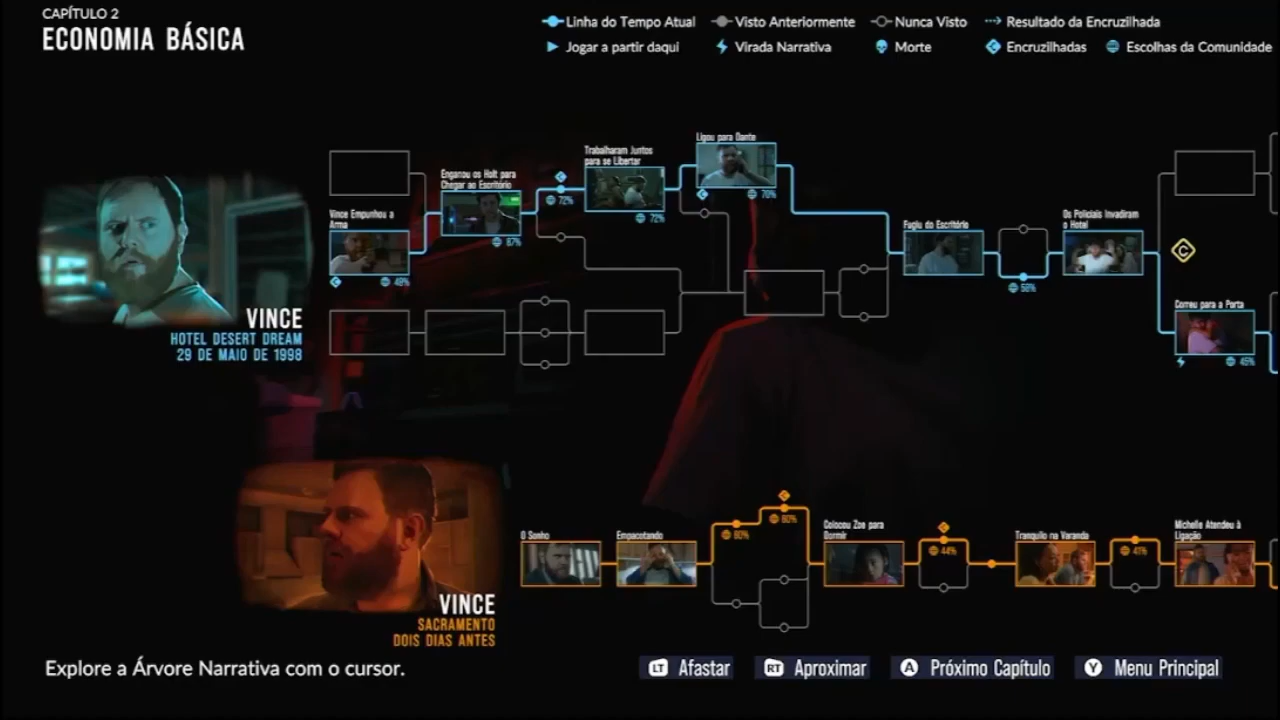 CAPÍTULO 2
ECONOMIA BÁSICA
Linha do Tempo Atual
Visto Anteriormente
Nunca Visto
Resultado da Encruzilhada
Jogar a partir daqui
Virada Narrativa
Morte
Encruzilhadas
Escolhas da Comunidade
Ligou para Dante
76%
Trabalharam Juntos
para se Libertar
72%
72%
Enganou os Holt para
Chegar ao Escritório
87%
Vince Empunhou a
Arma
48%
Fugiu do Escritório
58%
Os Policiais Invadiram
o Hotel
C
Correu para a Porta
45%
VINCE
HOTEL DESERT DREAM
29 DE MAIO DE 1998
O Sonho
Empacotando
80%
60%
Colocou Zoe para
Dormir
44%
Tranquilo na Varanda
41%
Michelle Atendeu à
Ligação
VINCE
SACRAMENTO
DOIS DIAS ANTES
Explore a Árvore Narrativa com o cursor.
LT Afastar
RT Aproximar
A Próximo Capítulo
Y Menu Principal